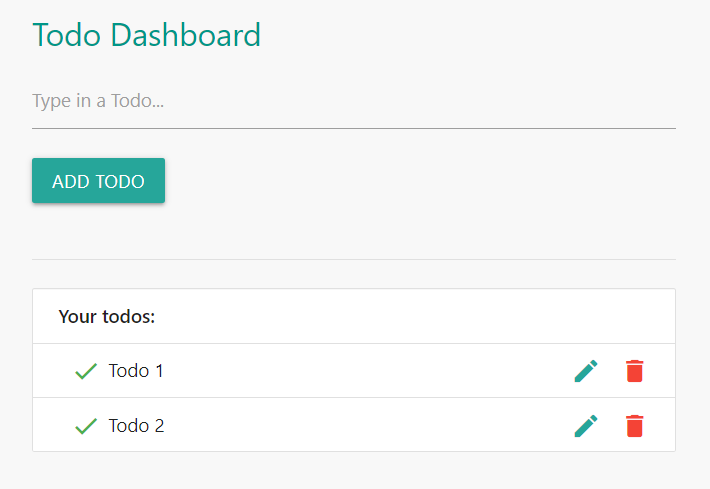 Todo Dashboard
Type in a Todo...
ADD TODO
Your todos:
Todo 1
Todo 2